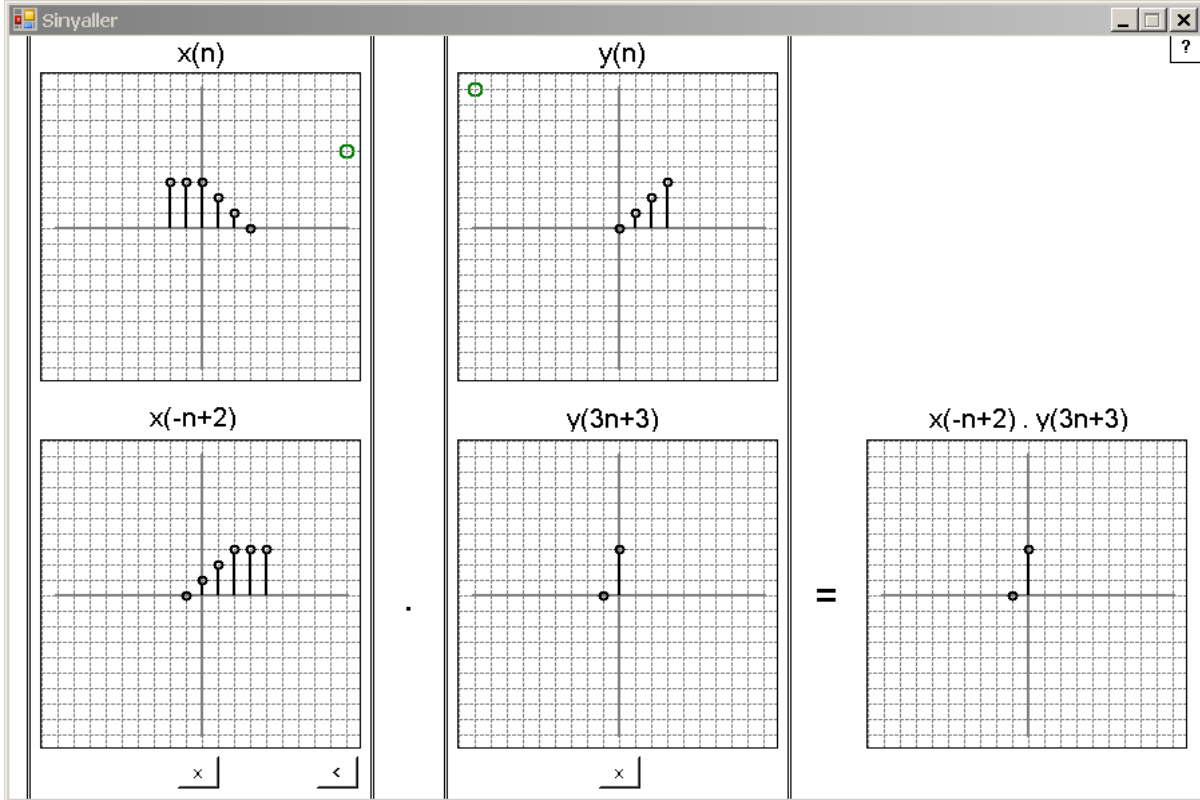 Sinyaller
?
x(n)
y(n)
x(-n+2)
y(3n+3)
x(-n+2) . y(3n+3)
.
=
x
<
x